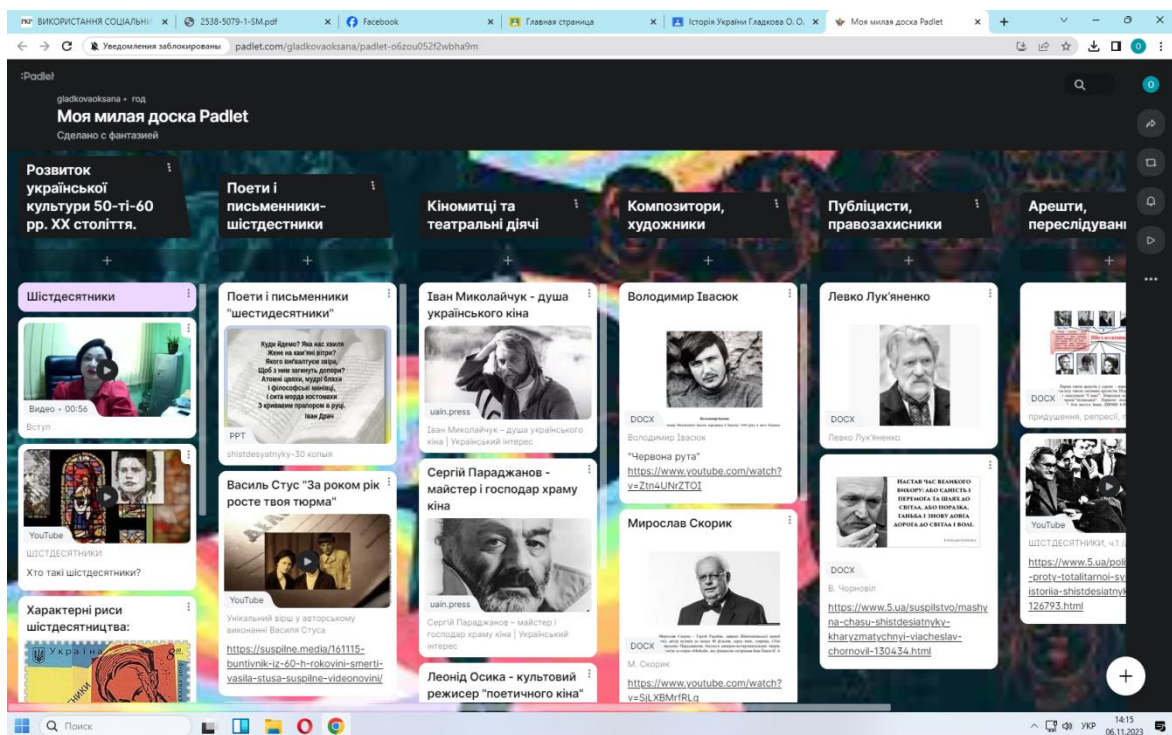 ВИКОРИСТАННЯ СОЦІАЛЬНИ
2538-5079-1-SM.pdf
Facebook
Главная страница
Історія України Гладкова О. О.
Моя милая доска Padlet
Уведомления заблокированы
padlet.com/gladkovaoksana/padlet-o6zou052f2wbha9m
:Padlet
gladkovaoksana • год
Моя милая доска Padlet
Сделано с фантазией
Розвиток
української
культури 50-ті-60
рр. ХХ століття.
Шістдесятники
Видео • 00:56
Вступ
YouTube
ШІСТДЕСЯТНИКИ
Хто такі шістдесятники?
Характерні риси
шістдесятництва:
Україна
Поети і
письменники-
шістдестники
Поети і письменники
"шестидесятники"
Куди йдемо? Яка нас хвиля
Жене на кам'яні вітри?
Якого виґвалтуєм звіра,
Щоб з ним загинуть допори?
Атомні цвяхи, мудрі бляхи
І філософські манівці,
І сита морда костомахи
З кривавим прапором в руці.
Іван Драч
PPT
shistdesyatnyky-30 копыя
Василь Стус "За роком рік
росте твоя тюрма"
YouTube
Унікальний вірш у авторському
виконанні Василя Стуса
https://suspilne.media/161115-
buntivnik-iz-60-h-rokovini-smerti-
vasila-stusa-suspilne-videonovini/
Кіномитці та
театральні діячі
Іван Миколайчук - душа
українського кіна
uain.press
Іван Миколайчук – душа українського
кіна | Український інтерес
Сергій Параджанов -
майстер і господар храму
кіна
uain.press
Сергій Параджанов – майстер і
господар храму кіна | Український
інтерес
Леонід Осика - культовий
режисер "поетичного кіна"
Композитори,
художники
Володимир Івасюк
DOCX
Володимир Івасюк
"Червона рута"
https://www.youtube.com/watch?
v=Ztn4UNrZTOI
Мирослав Скорик
DOCX
М. Скорик
https://www.youtube.com/watch?
v=SjLXBMrfRLg
Публіцисти,
правозахисники
Левко Лук'яненко
DOCX
Левко Лук'яненко
НАСТАВ ЧАС ВЕЛИКОГО
ВИБОРУ: АБО ЄДНІСТЬ І
ПЕРЕМОГА ТА ШЛЯХ ДО
СВІТЛА, АБО ПОРАЗКА,
ГАНЬБА І ЗНОВУ ДОВГА
ДОРОГА ДО СВІТЛА І ВОЛІ.
DOCX
В. Чорновіл
https://www.5.ua/suspilstvo/mashy
na-chasu-shistdesiatnyky-
kharyzmatychnyi-viacheslav-
chornovil-130434.html
Арешти,
переслідуванн
DOCX
придушення, репресії,
YouTube
ШІСТДЕСЯТНИКИ, ч.1
https://www.5.ua/poli
-proty-totalitarnoi-sy
istoriia-shistdesiatnyk
126793.html
Поиск
УКР
14:15
06.11.2023